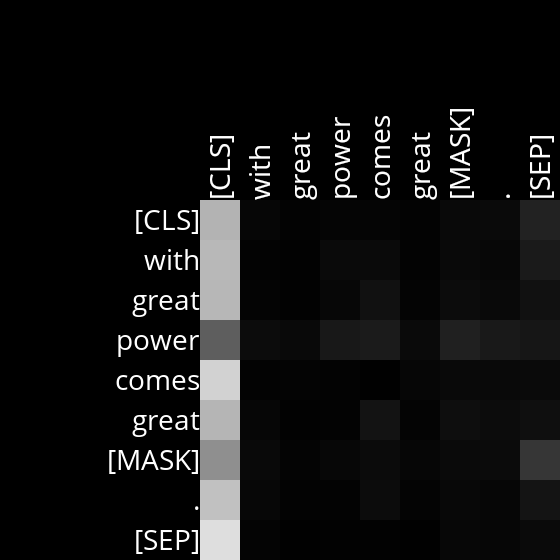 [CLS] with great power comes great [MASK] . [SEP]
[CLS]
with
great
power
comes
great
[MASK]
.
[SEP]